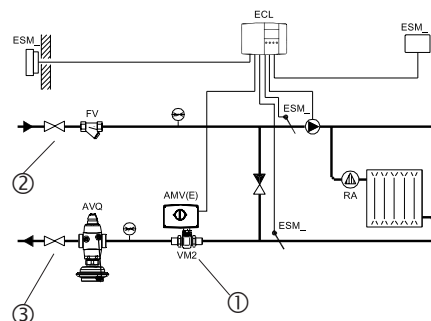 ECL
ESM_
ESM_
FV
ESM_
②
AVQ
AMV(E)
RA
ESM_
VM2
③
①